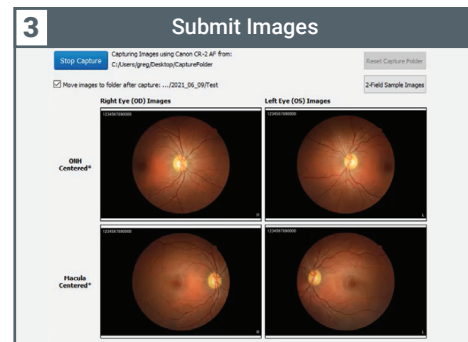 3
Submit Images
Stop Capture
Capturing Images using Canon CR-2 AF from:
C:/Users/greg/Desktop/CaptureFolder
Reset Capture Folder
Move images to folder after capture: .../2021_06_09/Test
2-Field Sample Images
Right Eye (OD) Images
Left Eye (OS) Images
ONH
Centered*
R
L
Macula
Centered*
R
L